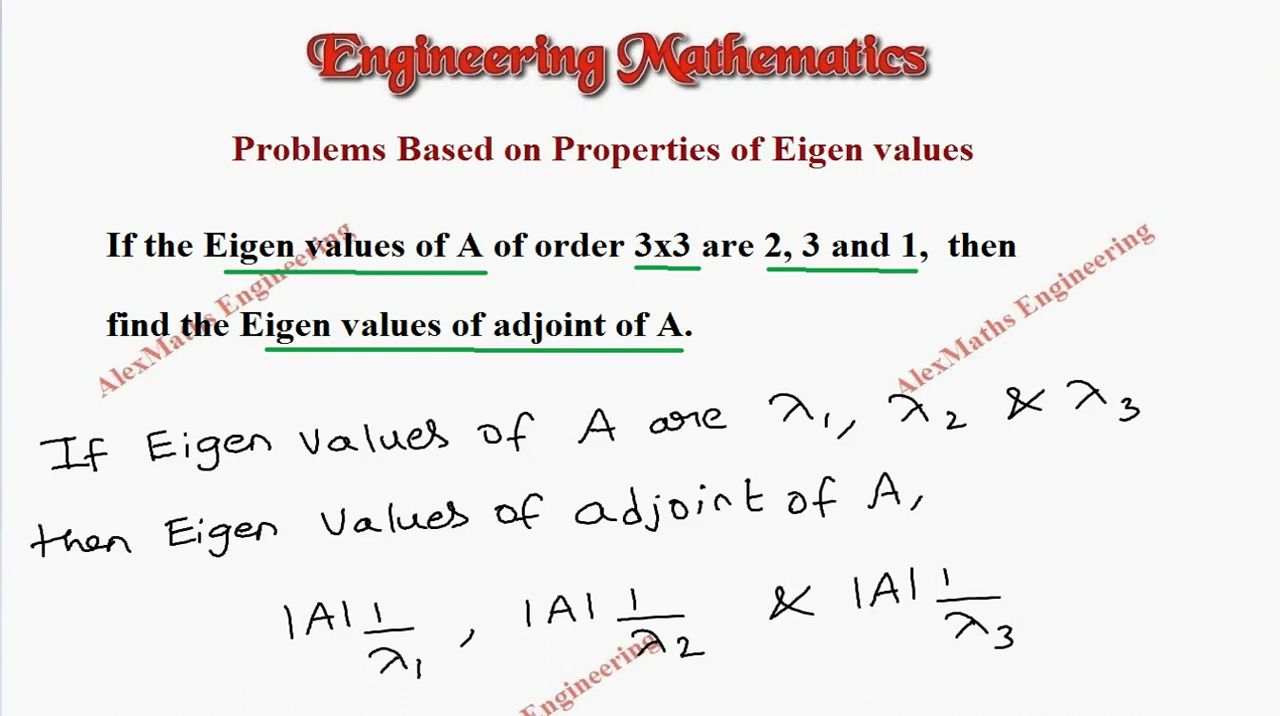 Engineering Mathematics
Problems Based on Properties of Eigen values
If the Eigen values of A of order 3x3 are 2, 3 and 1, then
find the Eigen values of adjoint of A.
AlexMaths Engineering
AlexMaths Engineering
If Eigen values of A are λ₁, λ₂ & λ₃
then Eigen values of adjoint of A,
|A| 1/λ₁ , |A| 1/λ₂ & |A| 1/λ₃
Engineering